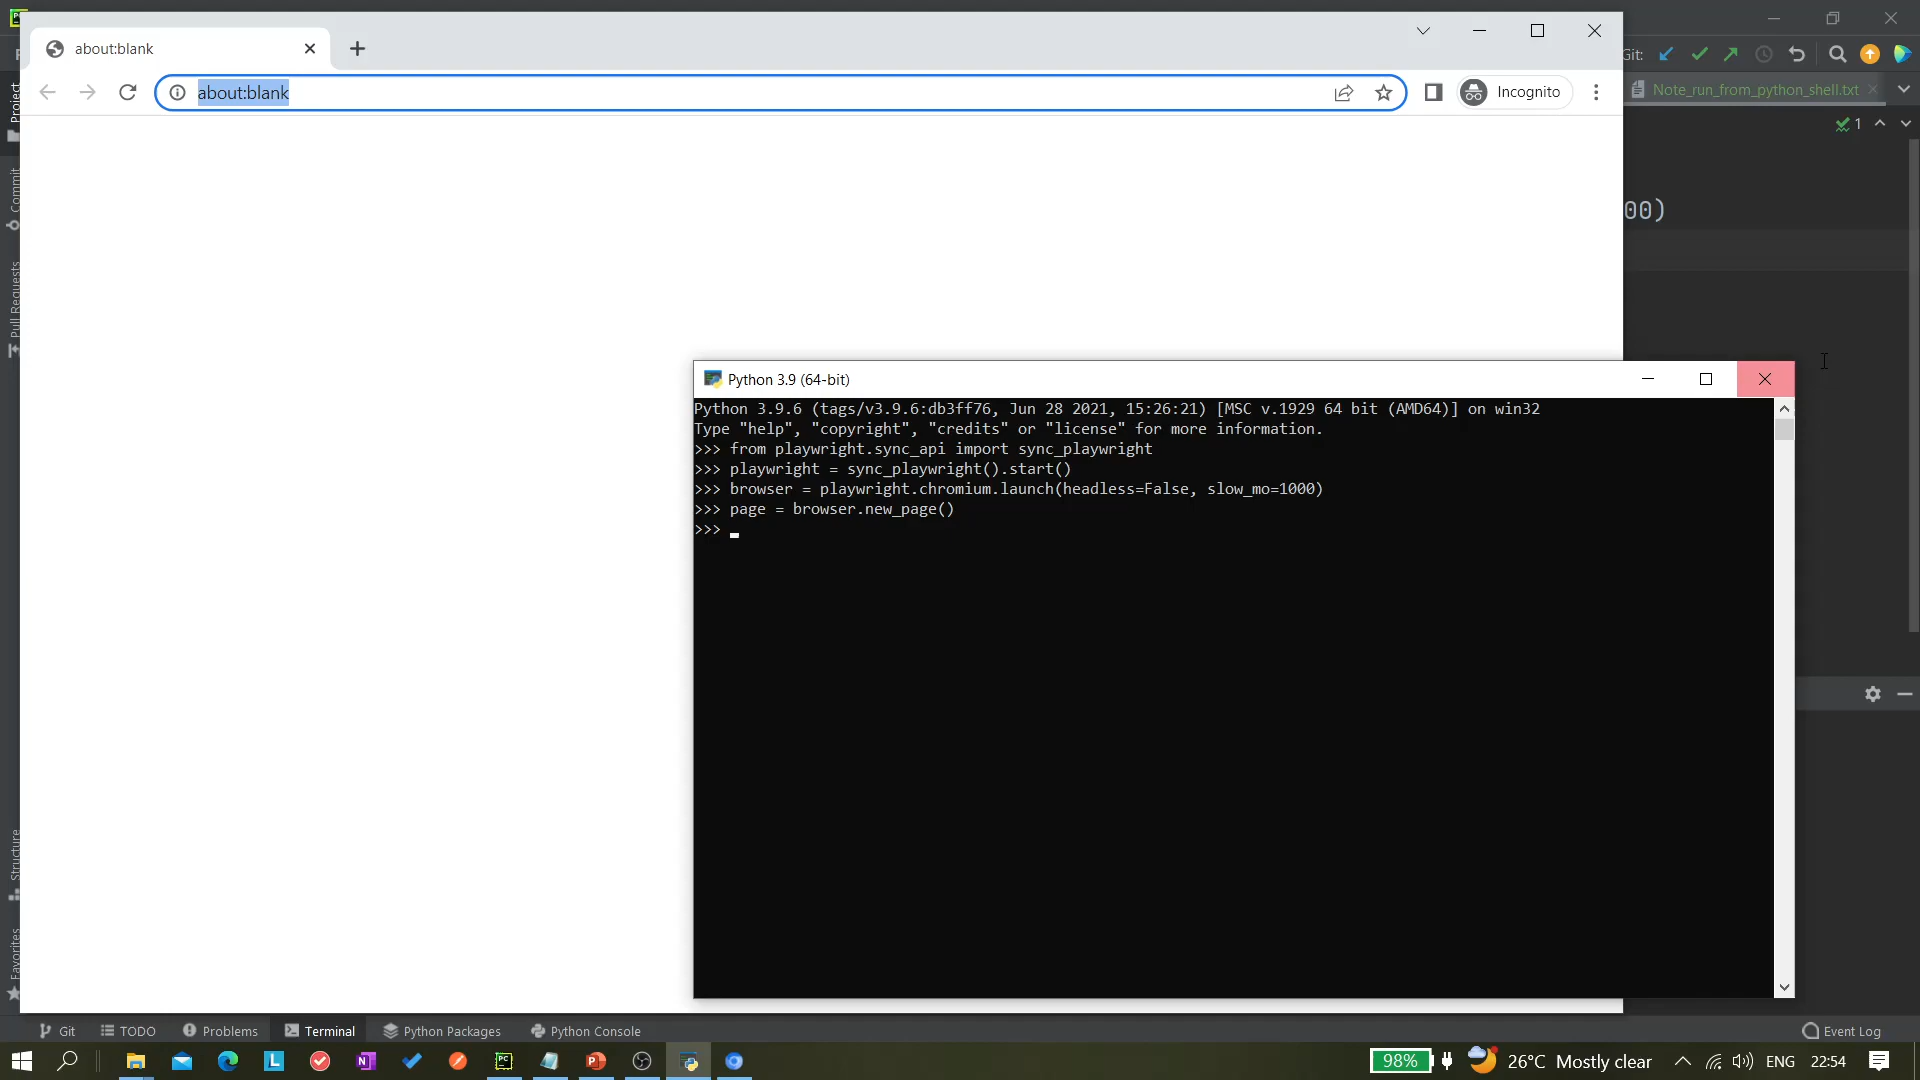 about:blank
about:blank
Incognito
Git:
Note_run_from_python_shell.txt
1
00)
Project
Commit
Pull Requests
Structure
Favorites
Python 3.9 (64-bit)
Python 3.9.6 (tags/v3.9.6:db3ff76, Jun 28 2021, 15:26:21) [MSC v.1929 64 bit (AMD64)] on win32
Type "help", "copyright", "credits" or "license" for more information.
>>> from playwright.sync_api import sync_playwright
>>> playwright = sync_playwright().start()
>>> browser = playwright.chromium.launch(headless=False, slow_mo=1000)
>>> page = browser.new_page()
>>>
Git TODO Problems Terminal Python Packages Python Console Event Log
98% 26°C Mostly clear ENG 22:54